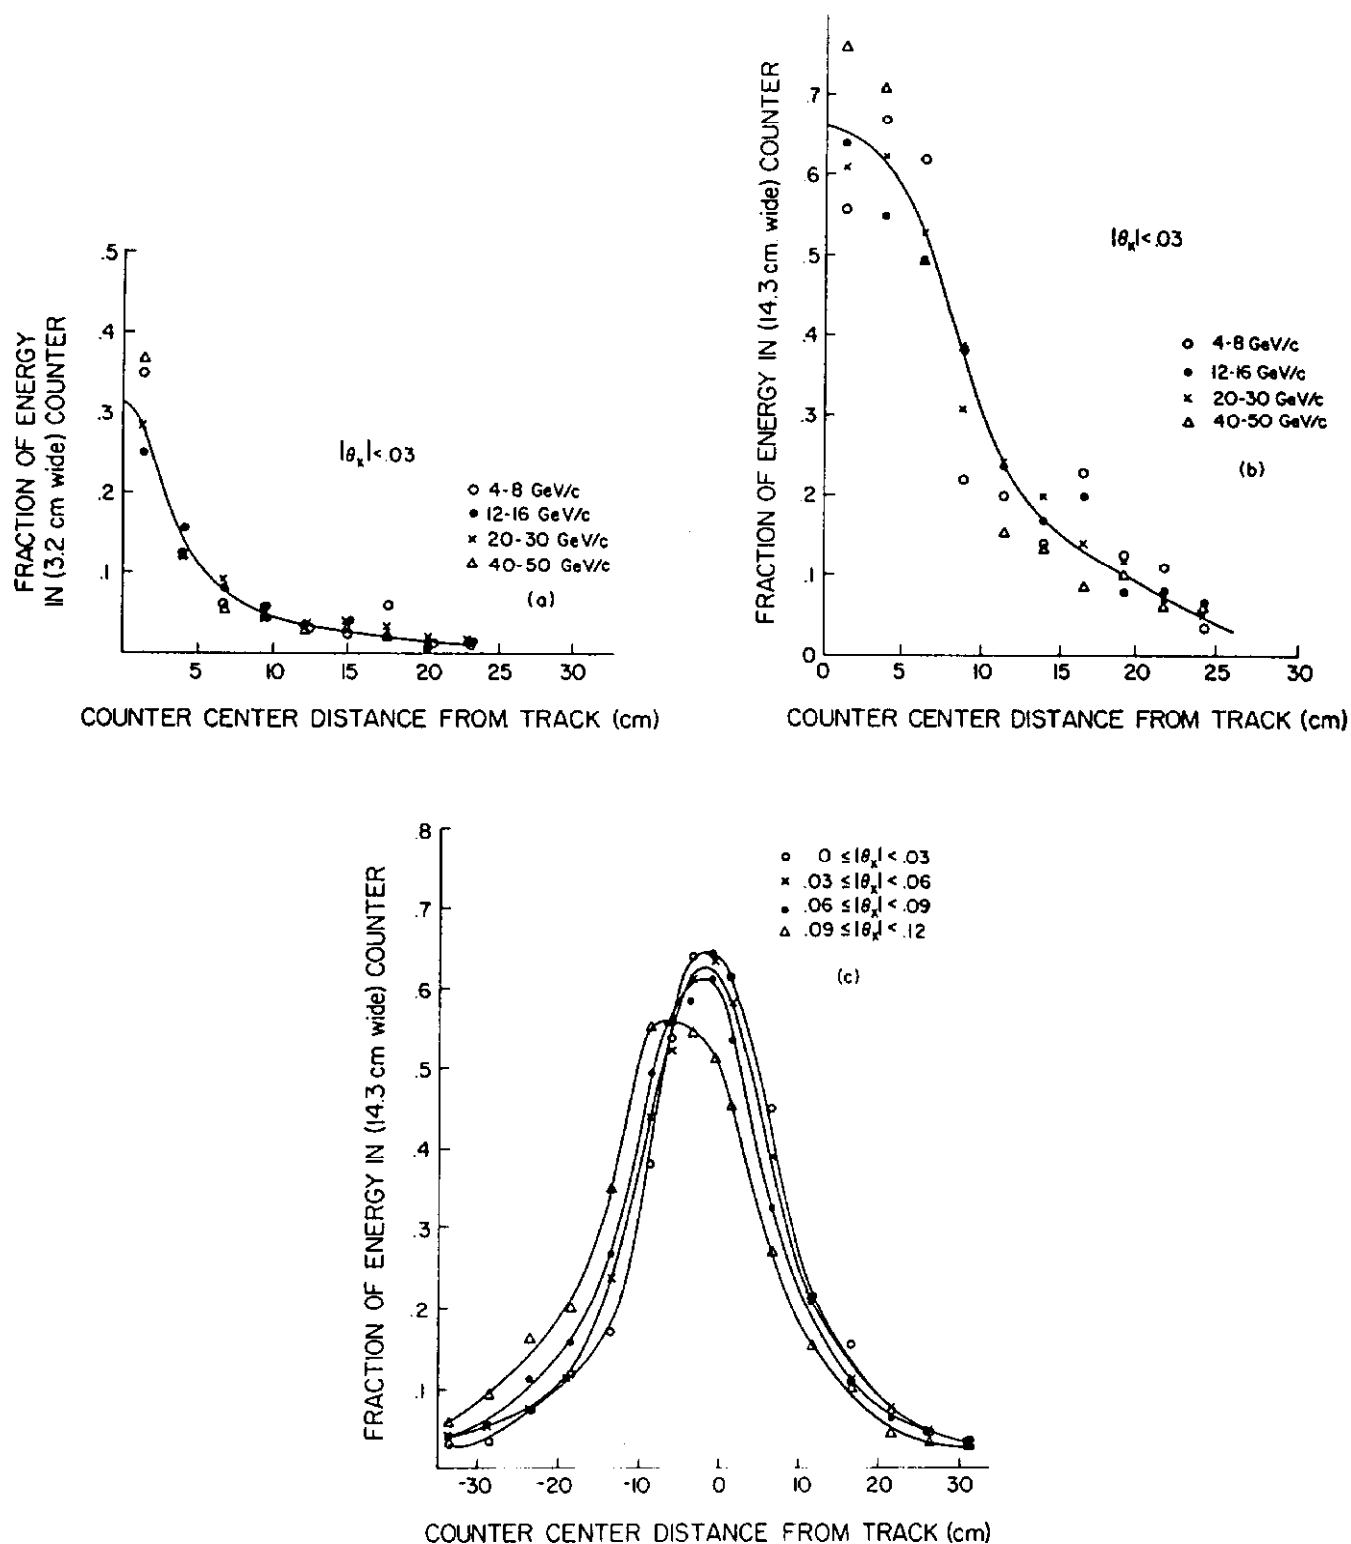 FRACTION OF ENERGY
IN (3.2 cm wide) COUNTER
.5
.4
.3
.2
.1
5
10
15
20
25
30
|θₓ|<.03
○ 4-8 GeV/c
● 12-16 GeV/c
× 20-30 GeV/c
△ 40-50 GeV/c
(a)
COUNTER CENTER DISTANCE FROM TRACK (cm)
FRACTION OF ENERGY IN (14.3 cm wide) COUNTER
.7
.6
.5
.4
.3
.2
.1
0
0
5
10
15
20
25
30
|θₓ|<.03
○ 4-8 GeV/c
● 12-16 GeV/c
× 20-30 GeV/c
△ 40-50 GeV/c
(b)
COUNTER CENTER DISTANCE FROM TRACK (cm)
FRACTION OF ENERGY IN (14.3 cm wide) COUNTER
.8
.7
.6
.5
.4
.3
.2
.1
-30
-20
-10
0
10
20
30
○ 0 ≤|θₓ| < .03
× .03 ≤|θₓ| < .06
● .06 ≤|θₓ| < .09
△ .09 ≤|θₓ| < .12
(c)
COUNTER CENTER DISTANCE FROM TRACK (cm)